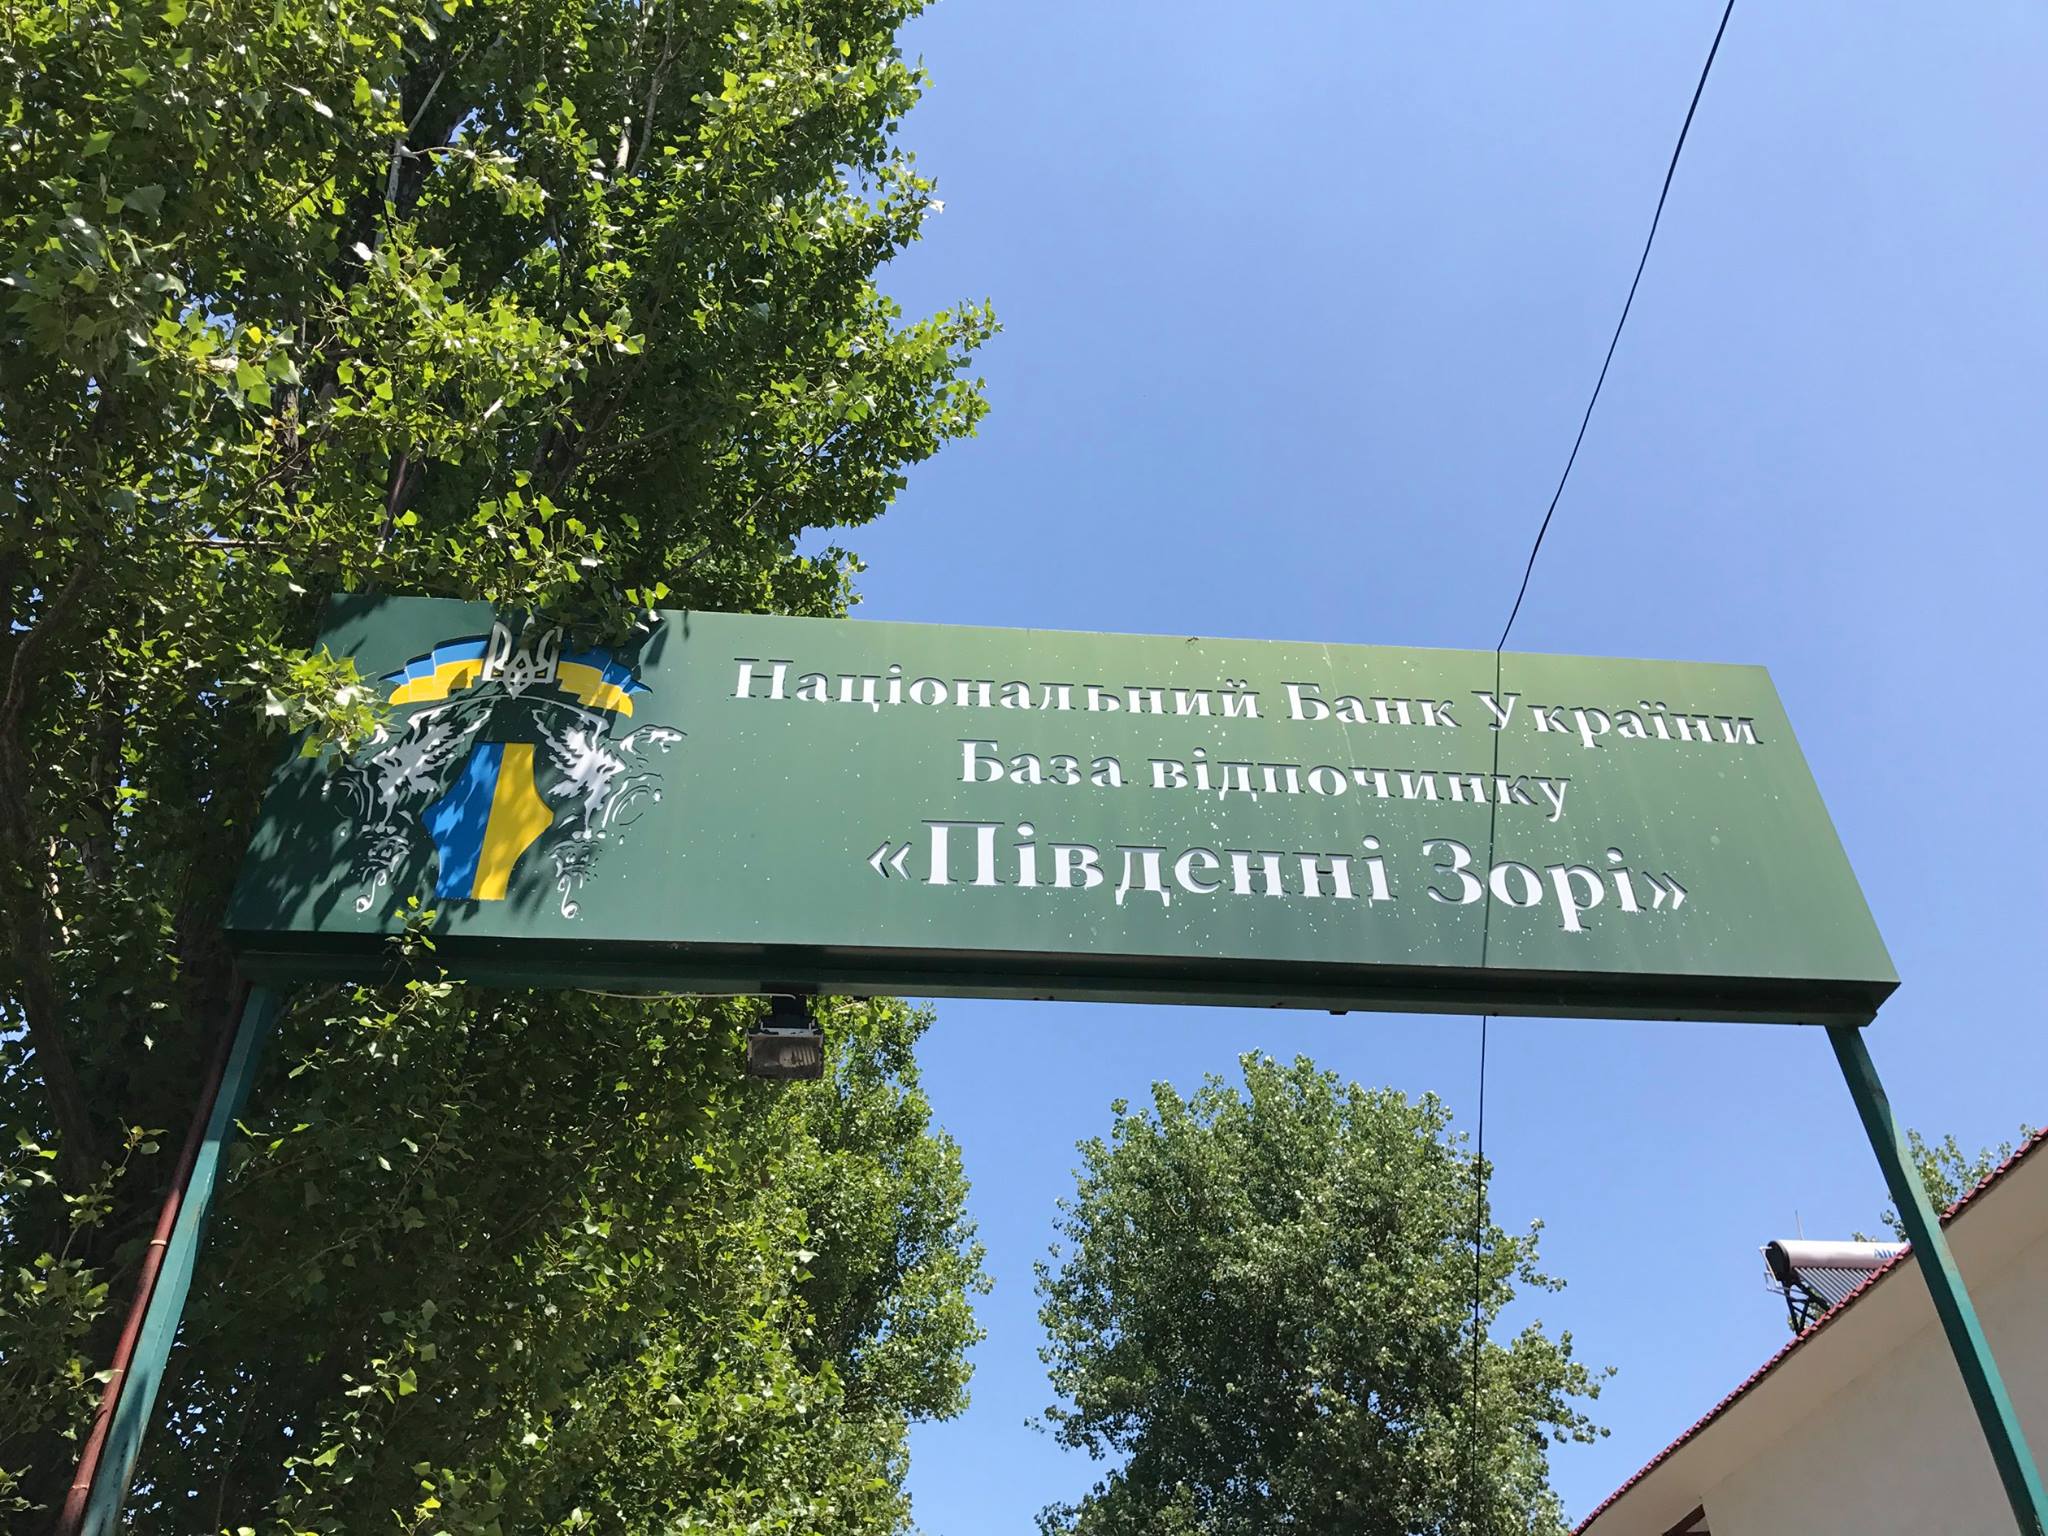 Національний Банк України
База відпочинку
«Південні Зорі»